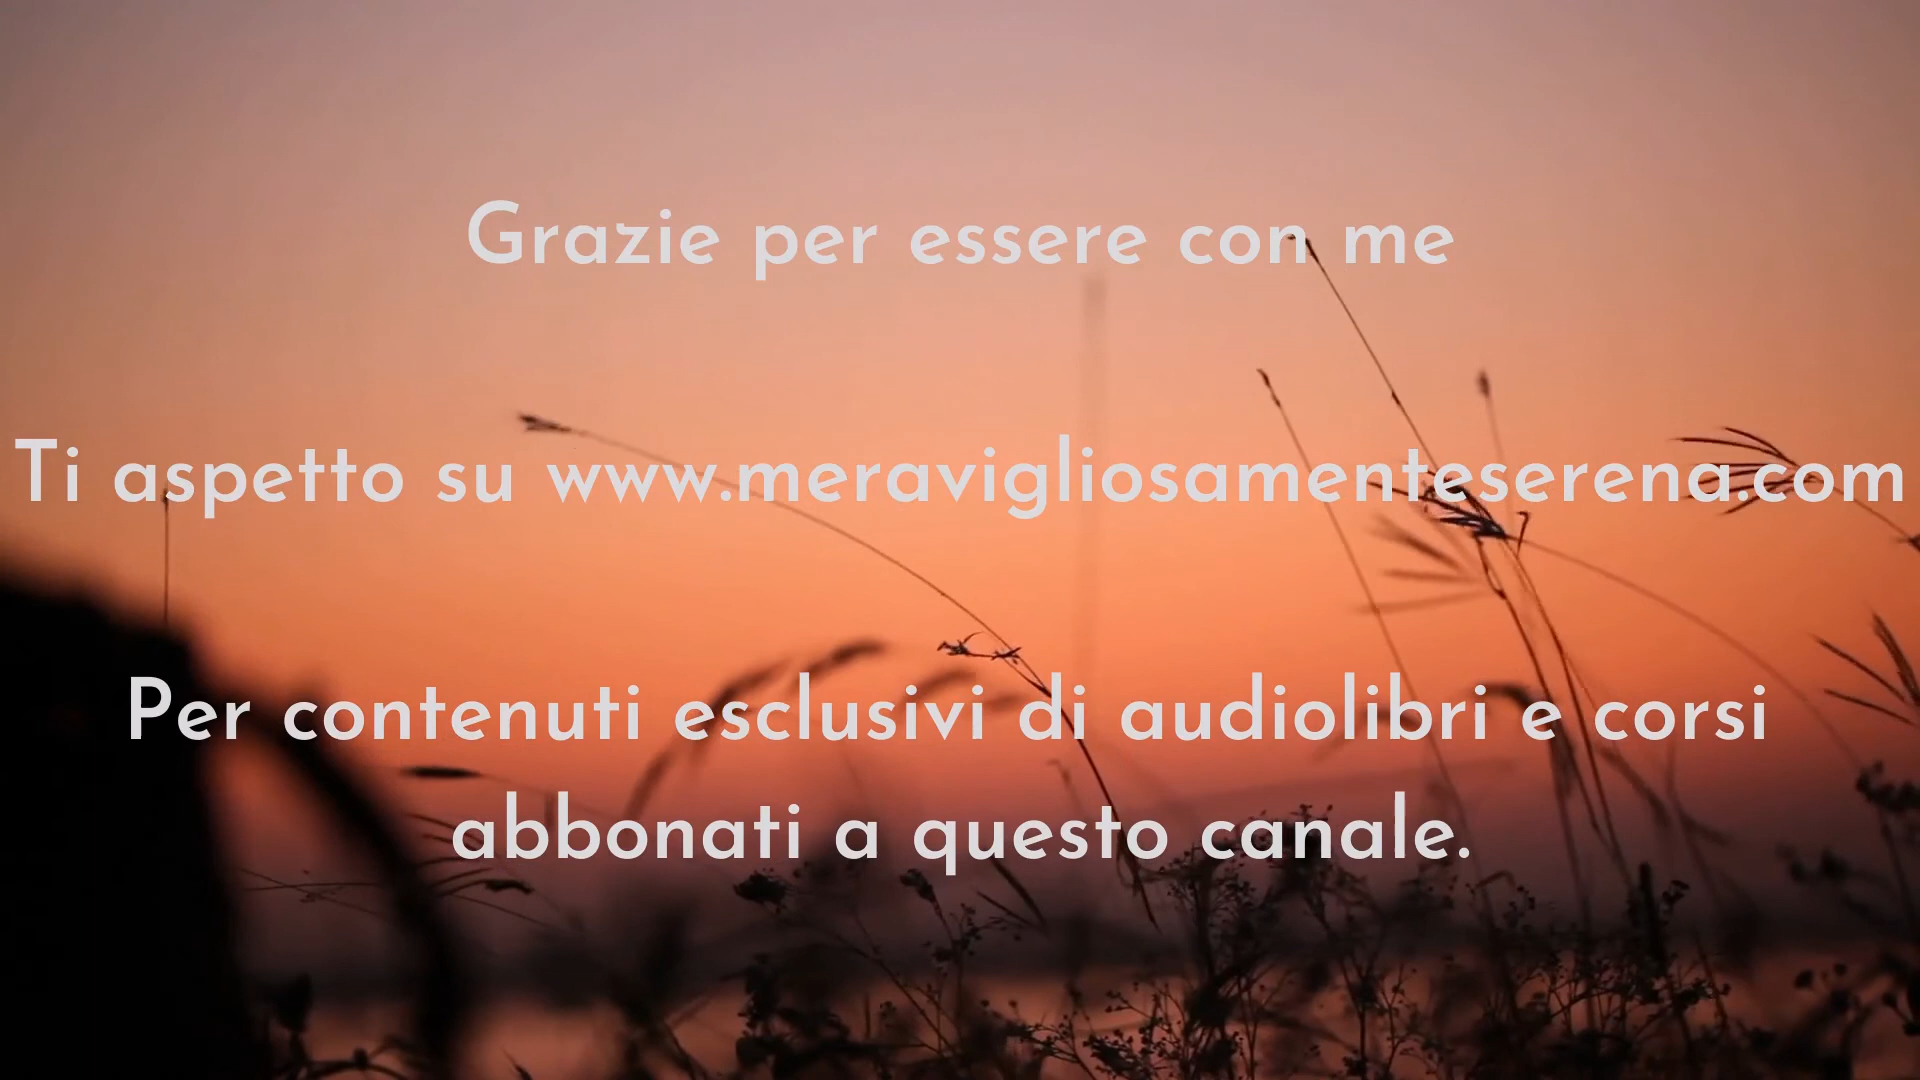 Grazie per essere con me
Ti aspetto su www.meravigliosamenteserena.com
Per contenuti esclusivi di audiolibri e corsi
abbonati a questo canale.